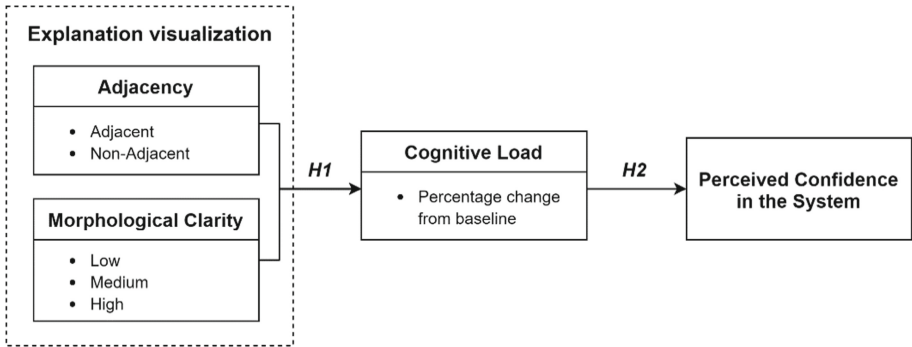 Explanation visualization
Adjacency
• Adjacent
• Non-Adjacent
Morphological Clarity
• Low
• Medium
• High
H1
Cognitive Load
• Percentage change
from baseline
H2
Perceived Confidence
in the System